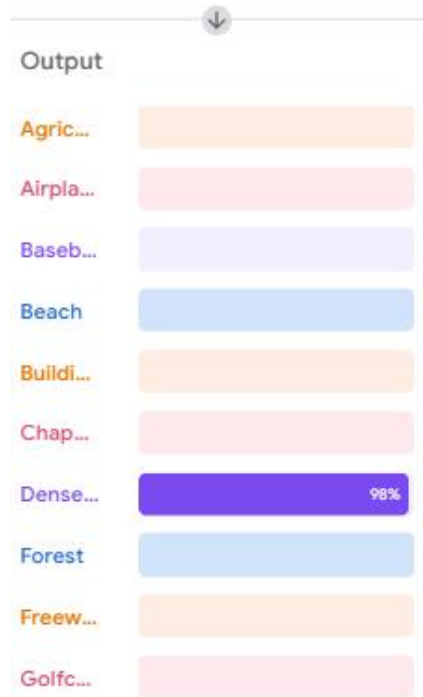 Output
Agric...
Airpla...
Baseb...
Beach
Buildi...
Chap...
Dense... 98%
Forest
Freew...
Golfc...